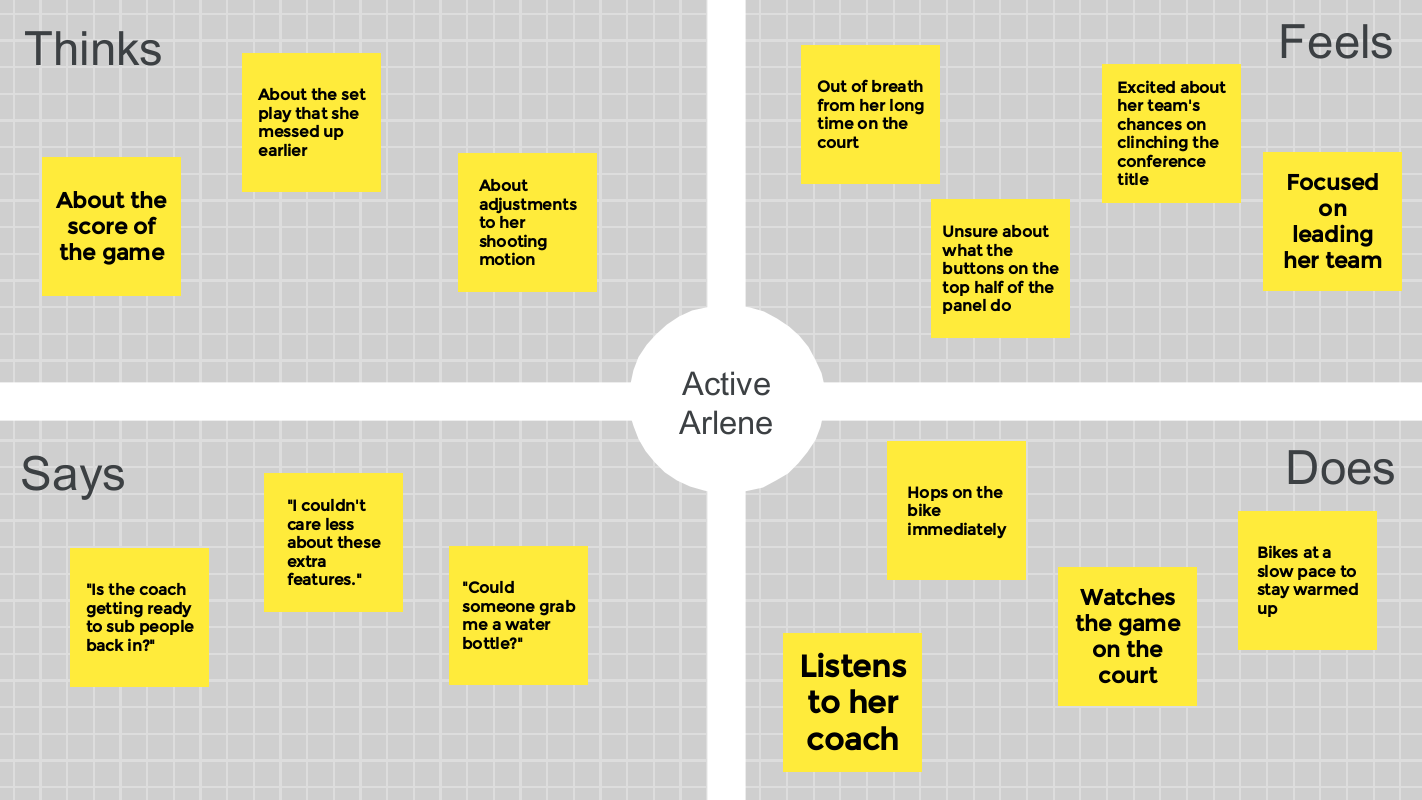 Thinks
About the set
play that she
messed up
earlier
About the
score of
the game
About
adjustments
to her
shooting
motion
Feels
Out of breath
from her long
time on the
court
Excited about
her team's
chances on
clinching the
conference
title
Focused
on
leading
her team
Unsure about
what the
buttons on the
top half of the
panel do
Active
Arlene
Says
"I couldn't
care less
about these
extra
features."
"Is the coach
getting ready
to sub people
back in?"
"Could
someone grab
me a water
bottle?"
Does
Hops on the
bike
immediately
Bikes at a
slow pace to
stay warmed
up
Watches
the game
on the
court
Listens
to her
coach